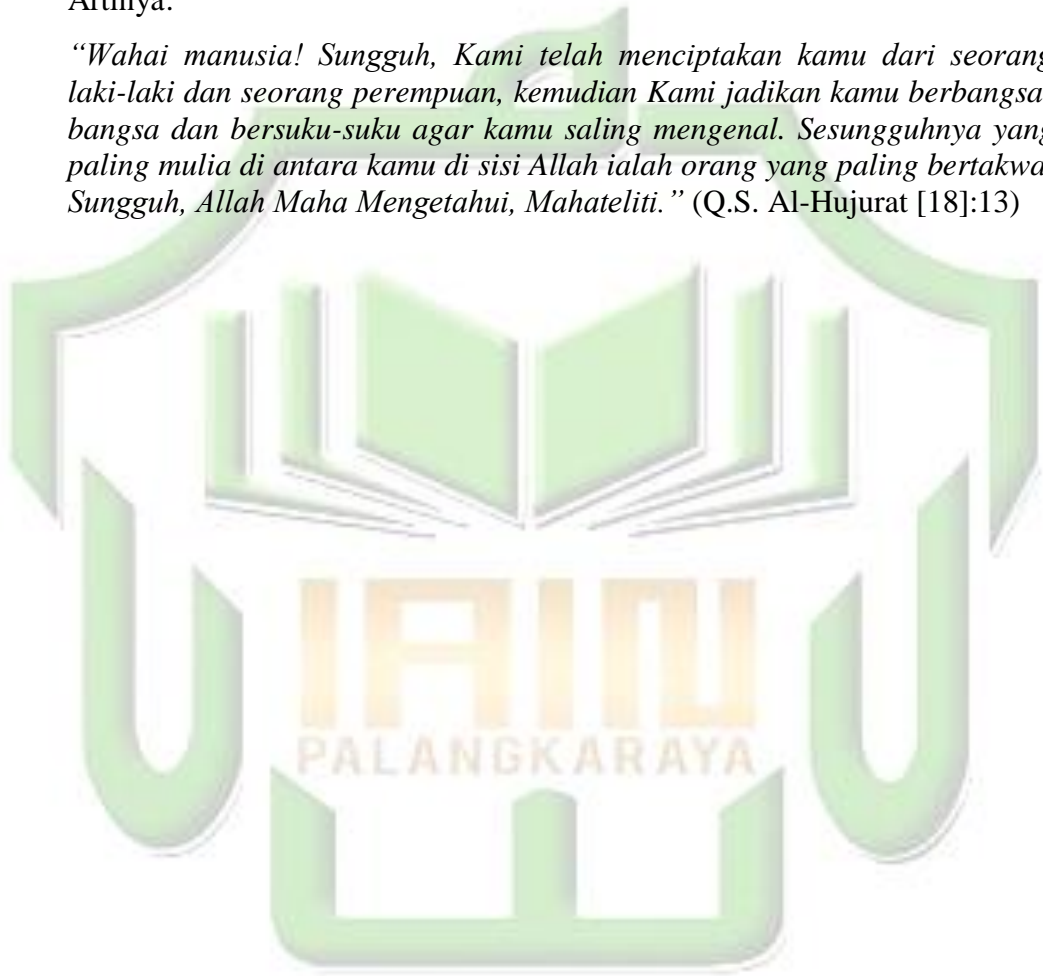 Artinya:
“Wahai manusia! Sungguh, Kami telah menciptakan kamu dari seorang
laki-laki dan seorang perempuan, kemudian Kami jadikan kamu berbangsa
bangsa dan bersuku-suku agar kamu saling mengenal. Sesungguhnya yang
paling mulia di antara kamu di sisi Allah ialah orang yang paling bertakwa
Sungguh, Allah Maha Mengetahui, Mahateliti.” (Q.S. Al-Hujurat [18]:13)
IAIN
PALANGKARAYA